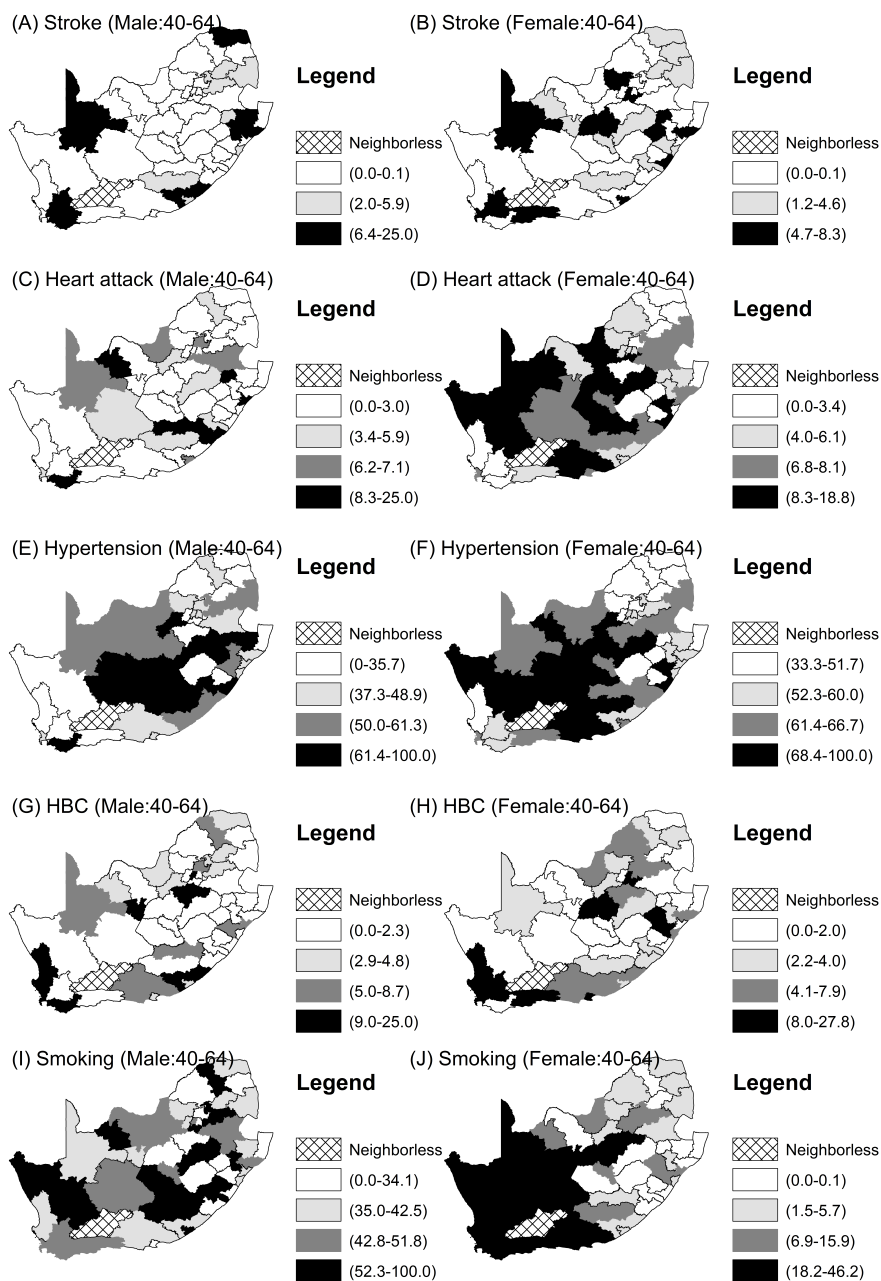 (A) Stroke (Male:40-64)
Legend
Neighborless
(0.0-0.1)
(2.0-5.9)
(6.4-25.0)
(B) Stroke (Female:40-64)
Legend
Neighborless
(0.0-0.1)
(1.2-4.6)
(4.7-8.3)
(C) Heart attack (Male:40-64)
Legend
Neighborless
(0.0-3.0)
(3.4-5.9)
(6.2-7.1)
(8.3-25.0)
(D) Heart attack (Female:40-64)
Legend
Neighborless
(0.0-3.4)
(4.0-6.1)
(6.8-8.1)
(8.3-18.8)
(E) Hypertension (Male:40-64)
Legend
Neighborless
(0-35.7)
(37.3-48.9)
(50.0-61.3)
(61.4-100.0)
(F) Hypertension (Female:40-64)
Legend
Neighborless
(33.3-51.7)
(52.3-60.0)
(61.4-66.7)
(68.4-100.0)
(G) HBC (Male:40-64)
Legend
Neighborless
(0.0-2.3)
(2.9-4.8)
(5.0-8.7)
(9.0-25.0)
(H) HBC (Female:40-64)
Legend
Neighborless
(0.0-2.0)
(2.2-4.0)
(4.1-7.9)
(8.0-27.8)
(I) Smoking (Male:40-64)
Legend
Neighborless
(0.0-34.1)
(35.0-42.5)
(42.8-51.8)
(52.3-100.0)
(J) Smoking (Female:40-64)
Legend
Neighborless
(0.0-0.1)
(1.5-5.7)
(6.9-15.9)
(18.2-46.2)